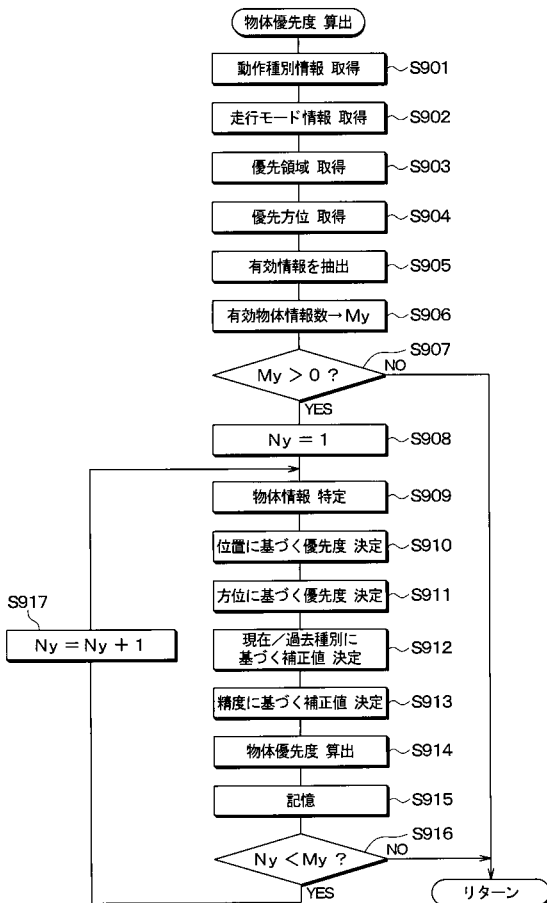 物体優先度 算出
動作種別情報 取得
S901
走行モード情報 取得
S902
優先領域 取得
S903
優先方位 取得
S904
有効情報を抽出
S905
有効物体情報数→My
S906
S907
My > 0 ?
NO
YES
Ny = 1
S908
物体情報 特定
S909
位置に基づく優先度 決定
S910
方位に基づく優先度 決定
S911
S917
Ny = Ny + 1
現在/過去種別に
基づく補正値 決定
S912
精度に基づく補正値 決定
S913
物体優先度 算出
S914
記憶
S915
S916
Ny < My ?
NO
YES
リターン